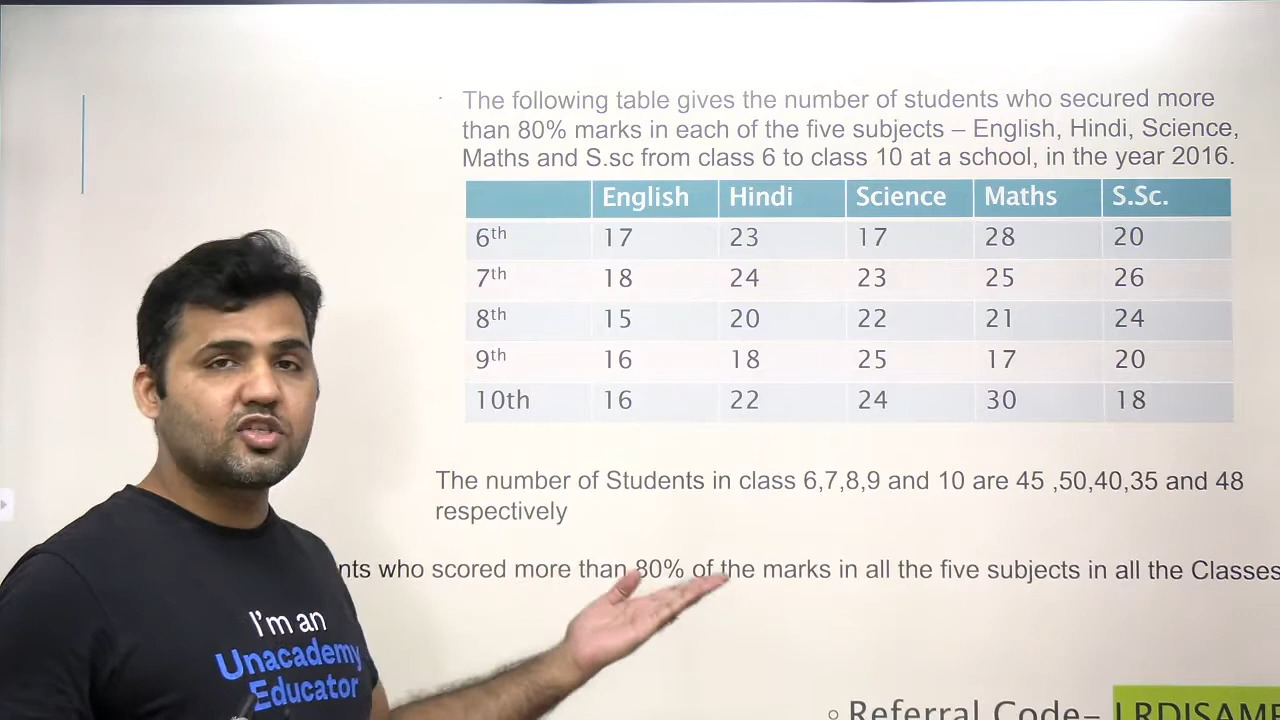 The following table gives the number of students who secured more
than 80% marks in each of the five subjects – English, Hindi, Science,
Maths and S.sc from class 6 to class 10 at a school, in the year 2016.
English Hindi Science Maths S.Sc.
6th 17 23 17 28 20
7th 18 24 23 25 26
8th 15 20 22 21 24
9th 16 18 25 17 20
10th 16 22 24 30 18
The number of Students in class 6,7,8,9 and 10 are 45 ,50,40,35 and 48
respectively
who scored more than 80% of the marks in all the five subjects in all the Classes
I'm an
Unacademy
Educator
Referral Code–